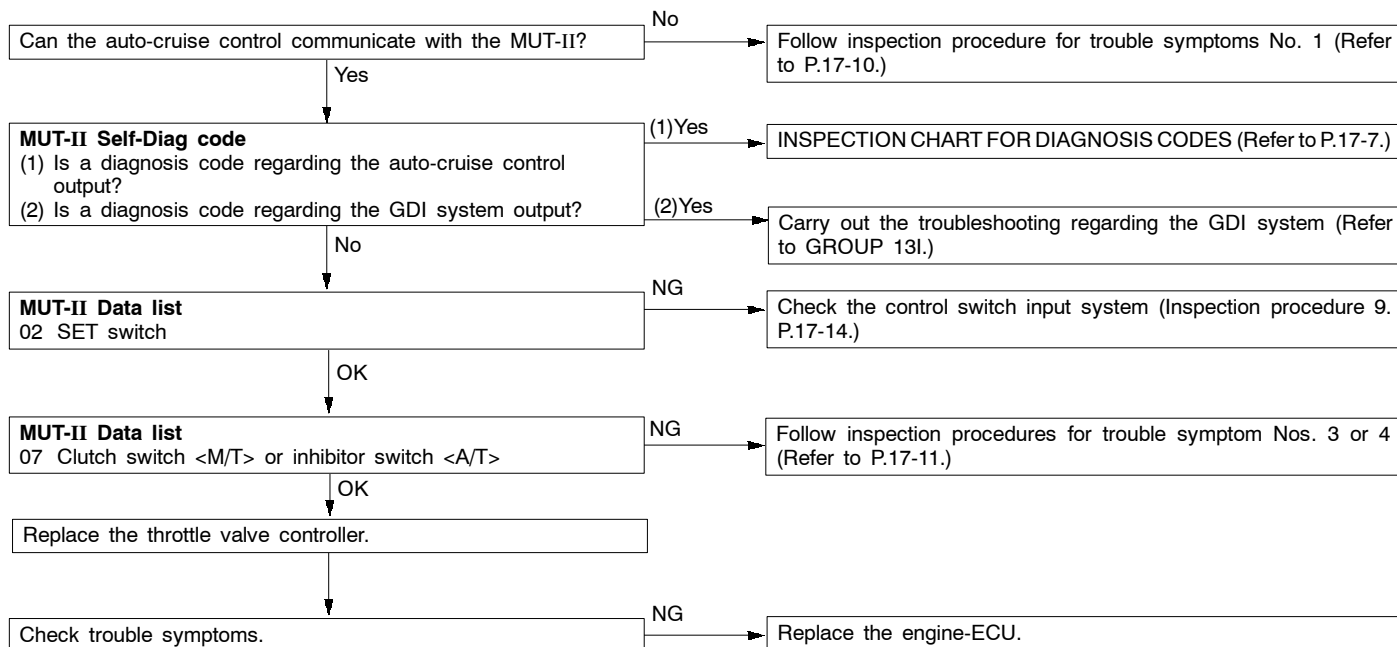 Can the auto-cruise control communicate with the MUT-II?
No
Follow inspection procedure for trouble symptoms No. 1 (Refer
to P.17-10.)
Yes
MUT-II Self-Diag code
(1) Is a diagnosis code regarding the auto-cruise control
output?
(2) Is a diagnosis code regarding the GDI system output?
(1)Yes
INSPECTION CHART FOR DIAGNOSIS CODES (Refer to P.17-7.)
(2)Yes
Carry out the troubleshooting regarding the GDI system (Refer
to GROUP 13I.)
No
MUT-II Data list
02 SET switch
NG
Check the control switch input system (Inspection procedure 9.
P.17-14.)
OK
MUT-II Data list
07 Clutch switch <M/T> or inhibitor switch <A/T>
NG
Follow inspection procedures for trouble symptom Nos. 3 or 4
(Refer to P.17-11.)
OK
Replace the throttle valve controller.
Check trouble symptoms.
NG
Replace the engine-ECU.